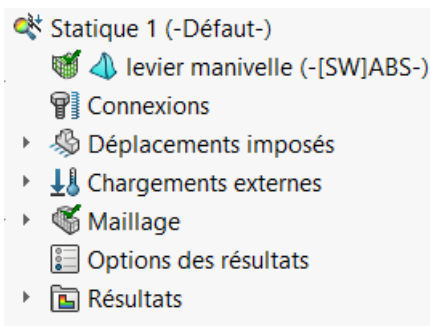 Statique 1 (-Défaut-)
levier manivelle (-[SW]ABS-)
Connexions
Déplacements imposés
Chargements externes
Maillage
Options des résultats
Résultats